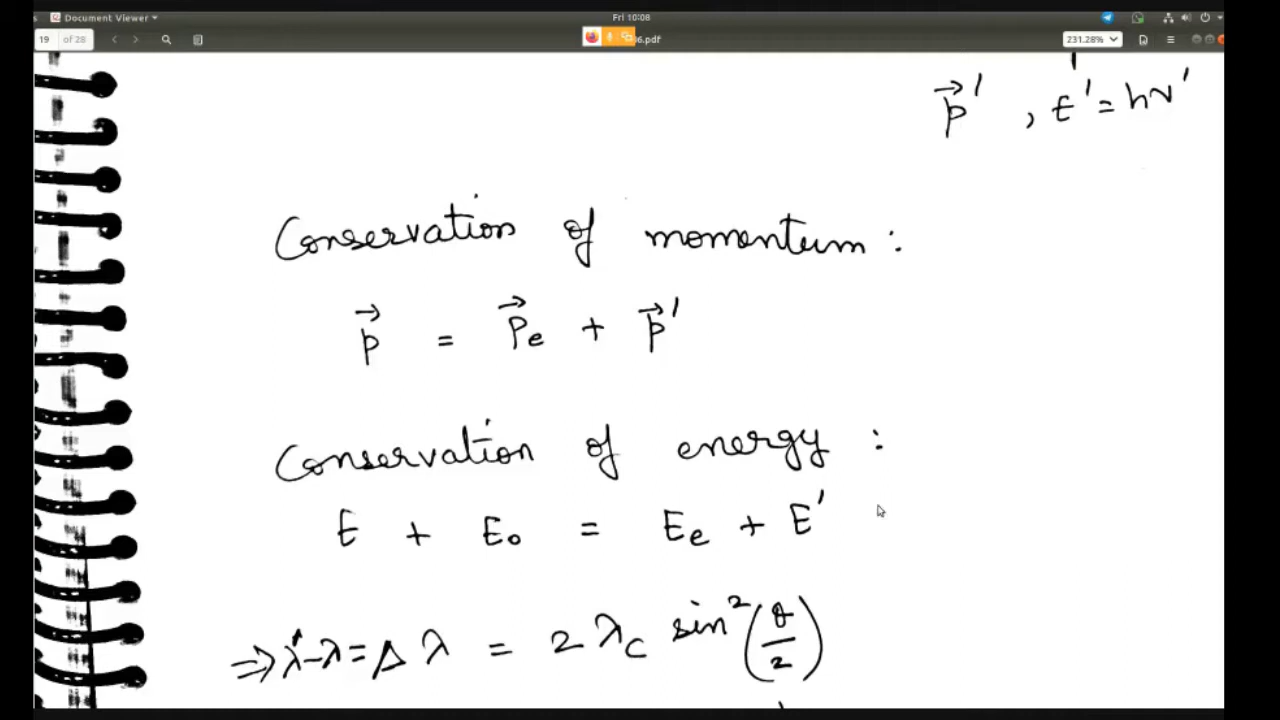 Document Viewer
Fri 10:08
19 of 28
6.pdf
231.28%
p⃗′ , E′ = hν′
Conservation of momentum :
p⃗ = P⃗e + p⃗′
Conservation of energy :
E + E₀ = Ee + E′
⇒ λ′-λ = Δλ = 2 λc sin² (θ/2)